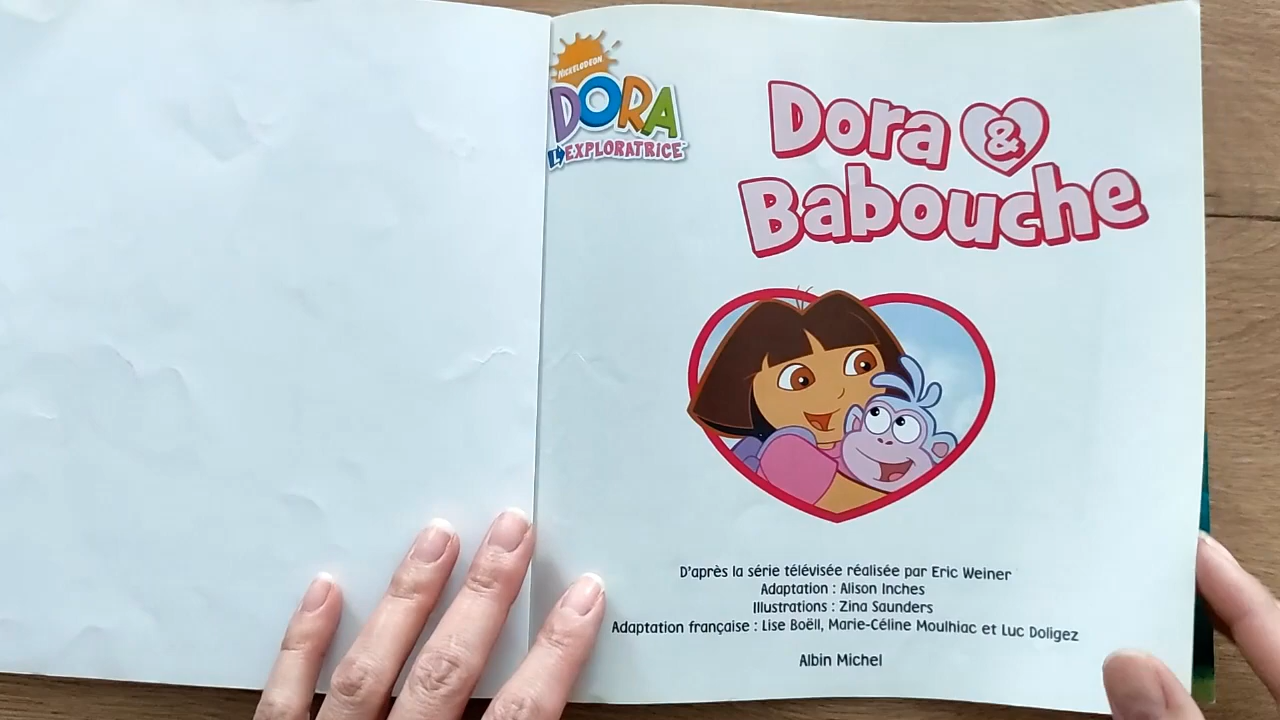 NICKELODEON
DORA
L'EXPLORATRICE
Dora &
Babouche
D'après la série télévisée réalisée par Eric Weiner
Adaptation : Alison Inches
Illustrations : Zina Saunders
Adaptation française : Lise Boëll, Marie-Céline Moulhiac et Luc Doligez
Albin Michel